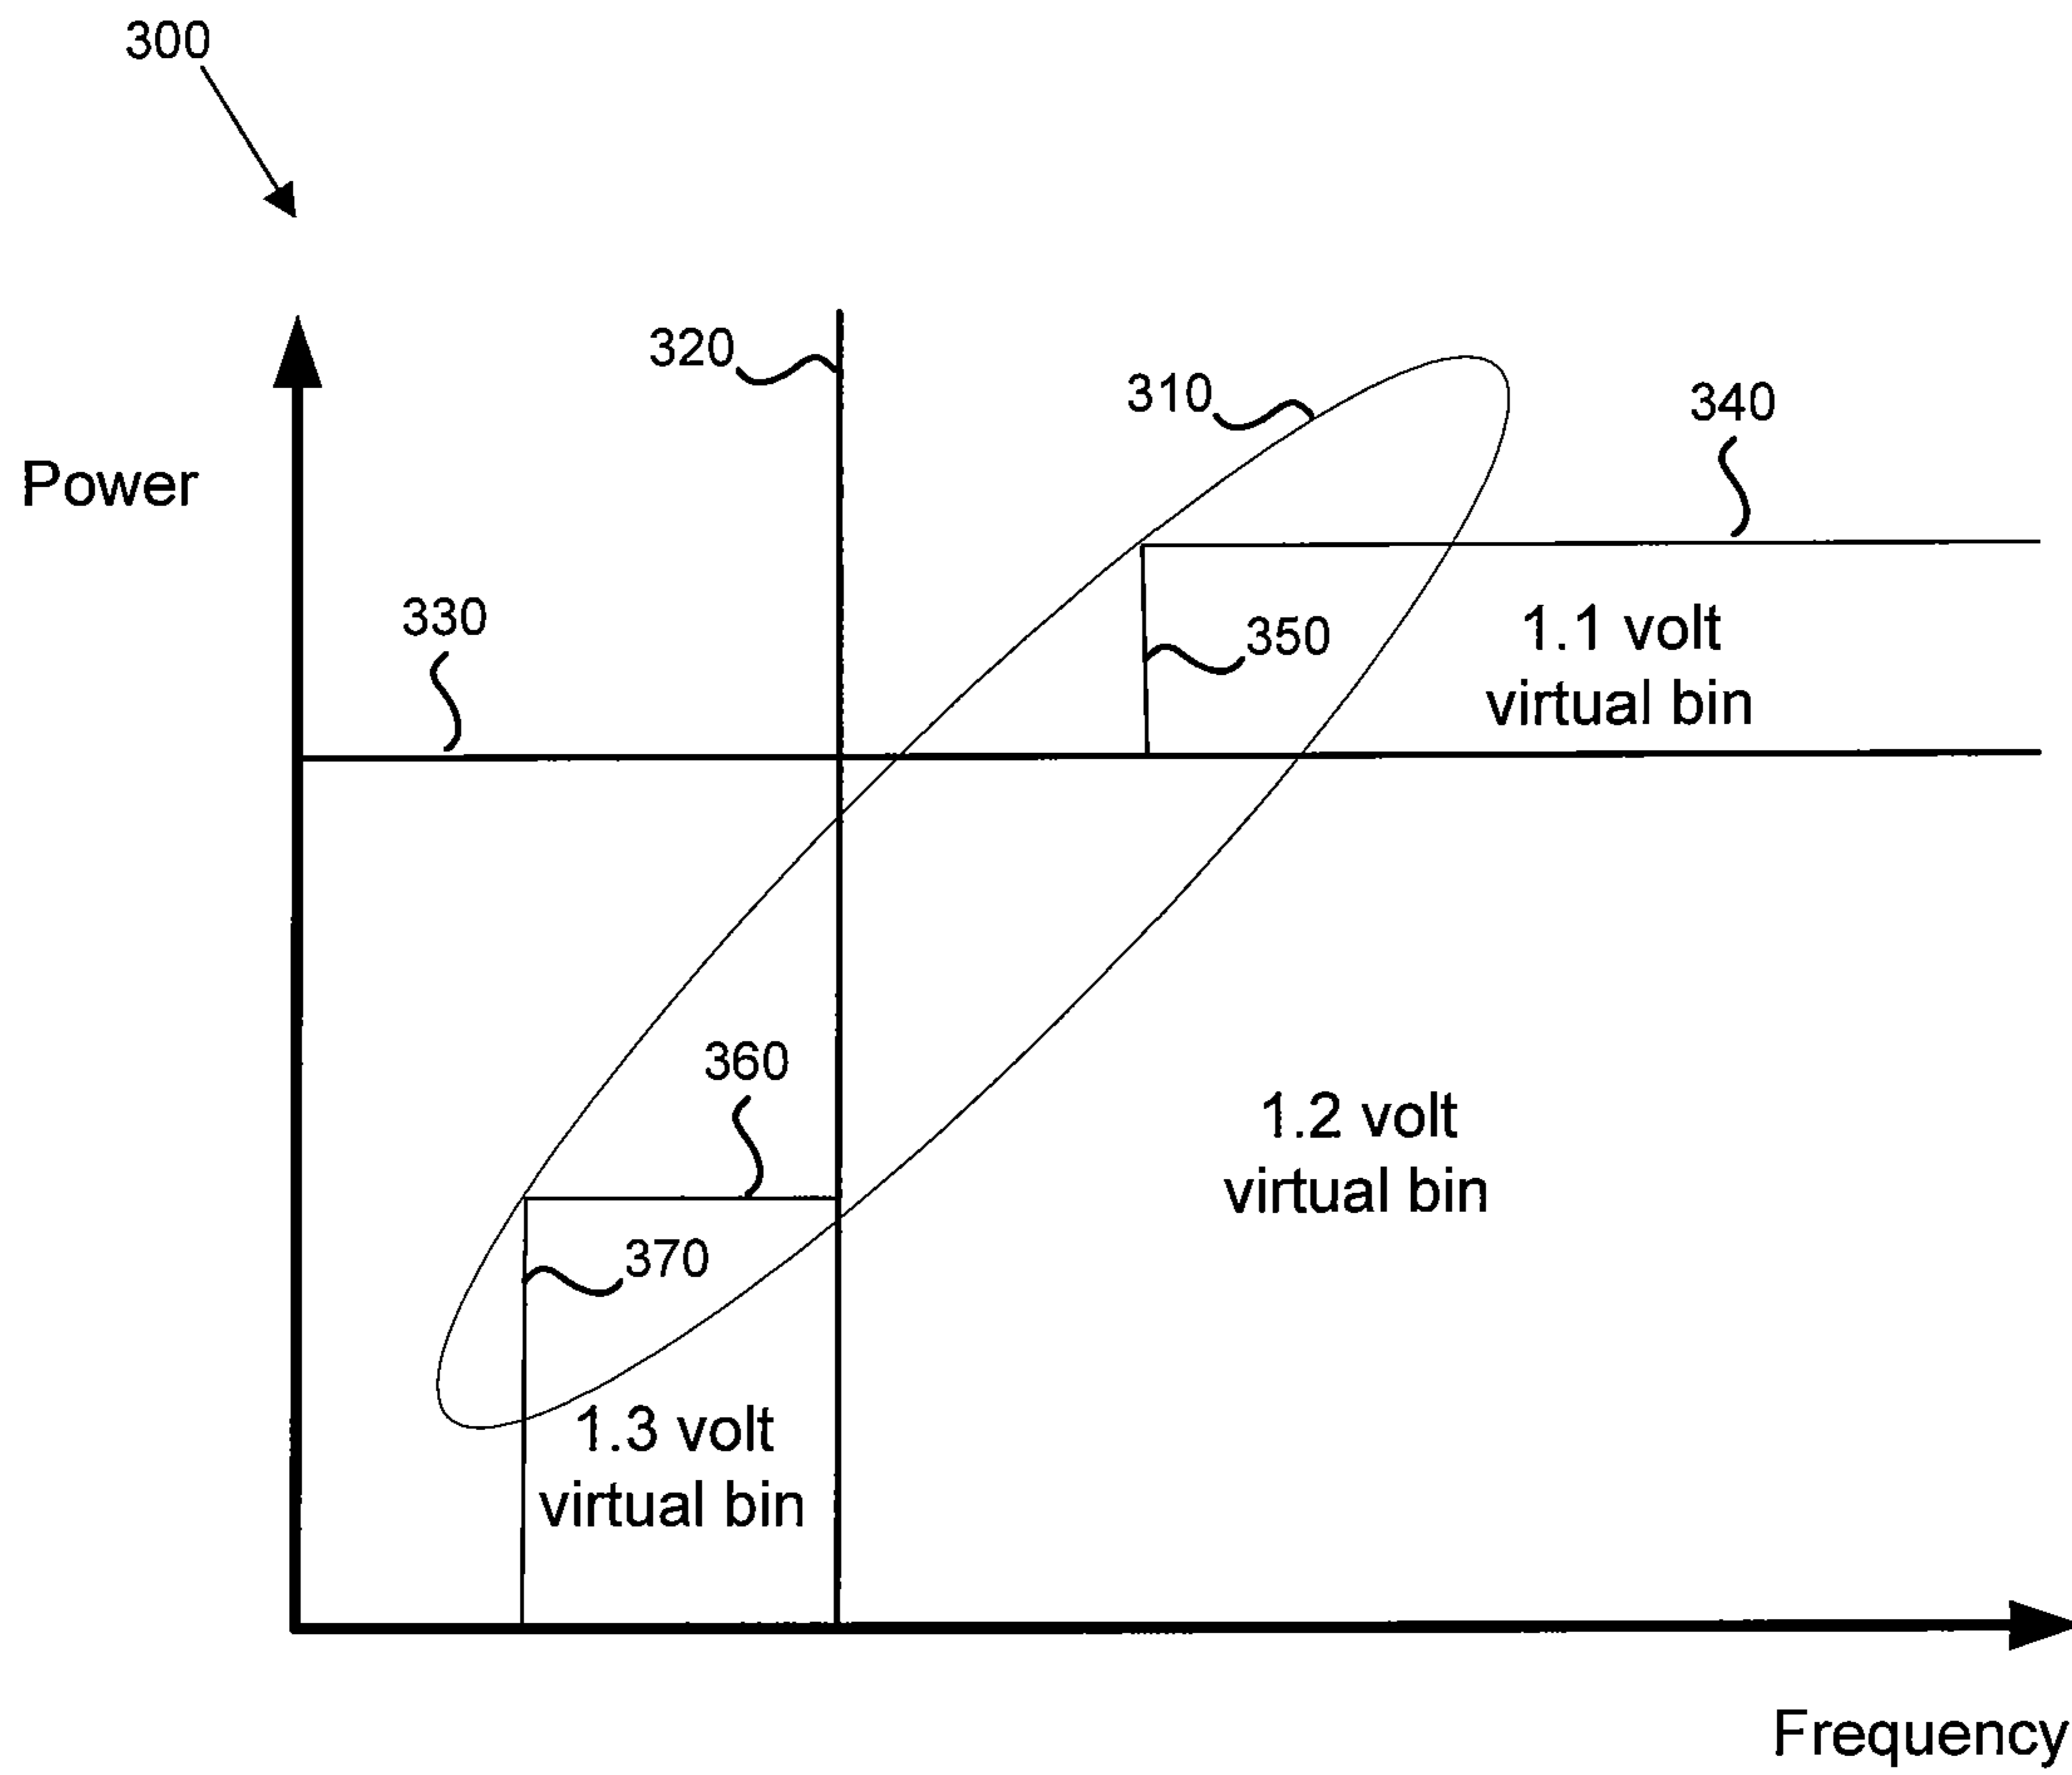 300
320
310
340
Power
330
350
1.1 volt
virtual bin
360
1.2 volt
virtual bin
370
1.3 volt
virtual bin
Frequency